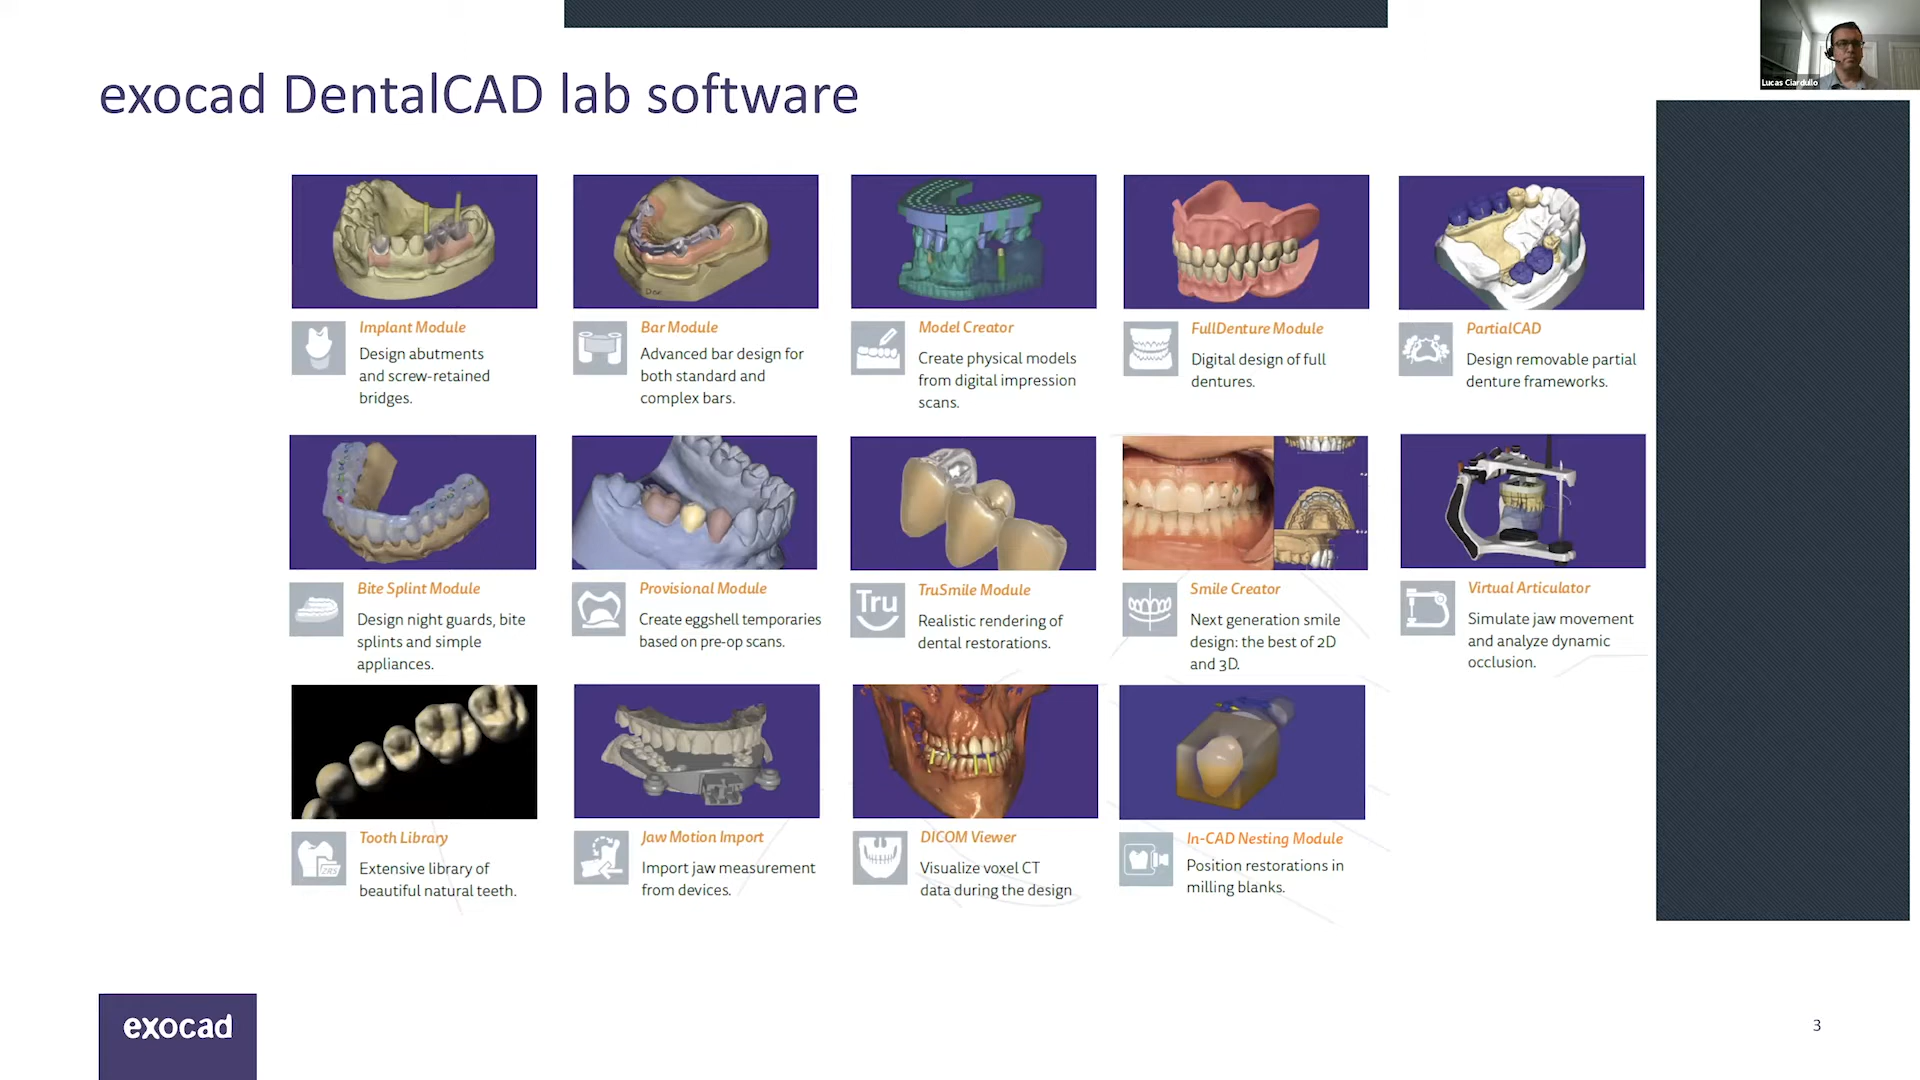 Lucas Ciardullo
exocad DentalCAD lab software
Implant Module
Design abutments
and screw-retained
bridges.
Bar Module
Advanced bar design for
both standard and
complex bars.
Model Creator
Create physical models
from digital impression
scans.
FullDenture Module
Digital design of full
dentures.
PartialCAD
Design removable partial
denture frameworks.
Bite Splint Module
Design night guards, bite
splints and simple
appliances.
Provisional Module
Create eggshell temporaries
based on pre-op scans.
Tru
TruSmile Module
Realistic rendering of
dental restorations.
Smile Creator
Next generation smile
design: the best of 2D
and 3D.
Virtual Articulator
Simulate jaw movement
and analyze dynamic
occlusion.
Tooth Library
Extensive library of
beautiful natural teeth.
Jaw Motion Import
Import jaw measurement
from devices.
DICOM Viewer
Visualize voxel CT
data during the design
In-CAD Nesting Module
Position restorations in
milling blanks.
exocad
3